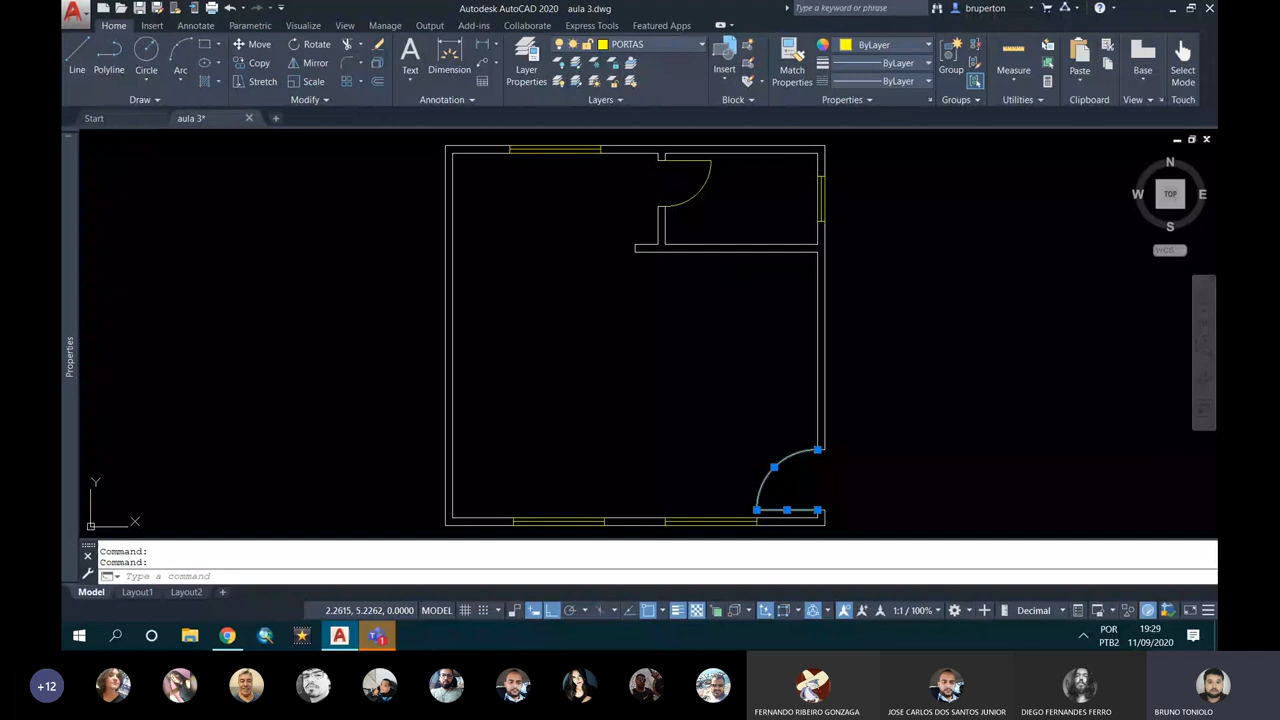 Autodesk AutoCAD 2020 aula 3.dwg
Type a keyword or phrase
bruperton
Home Insert Annotate Parametric View Manage Output Add-ins Collaborate Express Tools Featured Apps
Line
Polyline
Circle
Arc
Draw
Move
Rotate
Copy
Mirror
Stretch
Scale
Modify
Text
Dimension
Annotation
Layer
Properties
PORTAS
Layers
Insert
Block
Match
Properties
ByLayer
ByLayer
ByLayer
Properties
Group
Groups
Measure
Utilities
Paste
Clipboard
Base
View
Select
Mode
Touch
Start
aula 3*
N
W
TOP
E
S
WCS
Properties
Y
X
Command:
Command:
Type a command
Model Layout1 Layout2
2.2615, 5.2262, 0.0000 MODEL
1:1 / 100%
Decimal
POR
PTB2
19:29
11/09/2020
+12
FERNANDO RIBEIRO GONZAGA
JOSE CARLOS DOS SANTOS JUNIOR
DIEGO FERNANDES FERRO
BRUNO TONIOLO